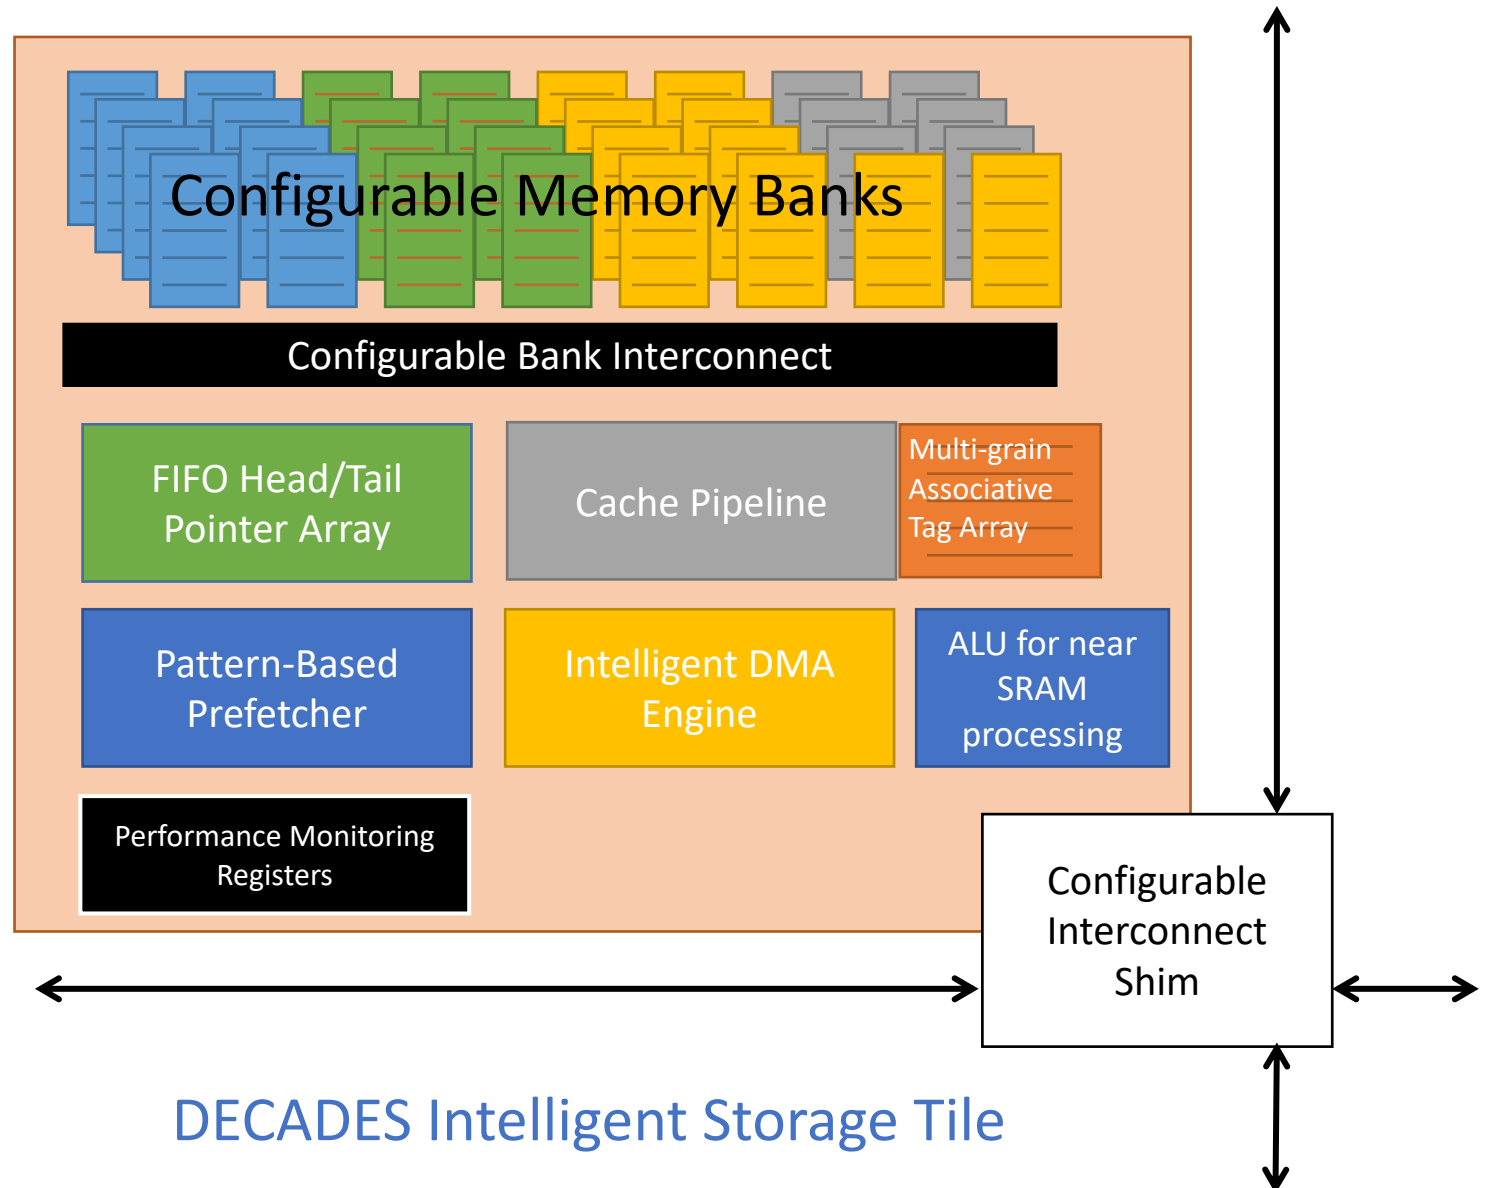 Configurable Memory Banks
Configurable Bank Interconnect
FIFO Head/Tail
Pointer Array
Cache Pipeline
Multi-grain
Associative
Tag Array
Pattern-Based
Prefetcher
Intelligent DMA
Engine
ALU for near
SRAM
processing
Performance Monitoring
Registers
Configurable
Interconnect
Shim
DECADES Intelligent Storage Tile